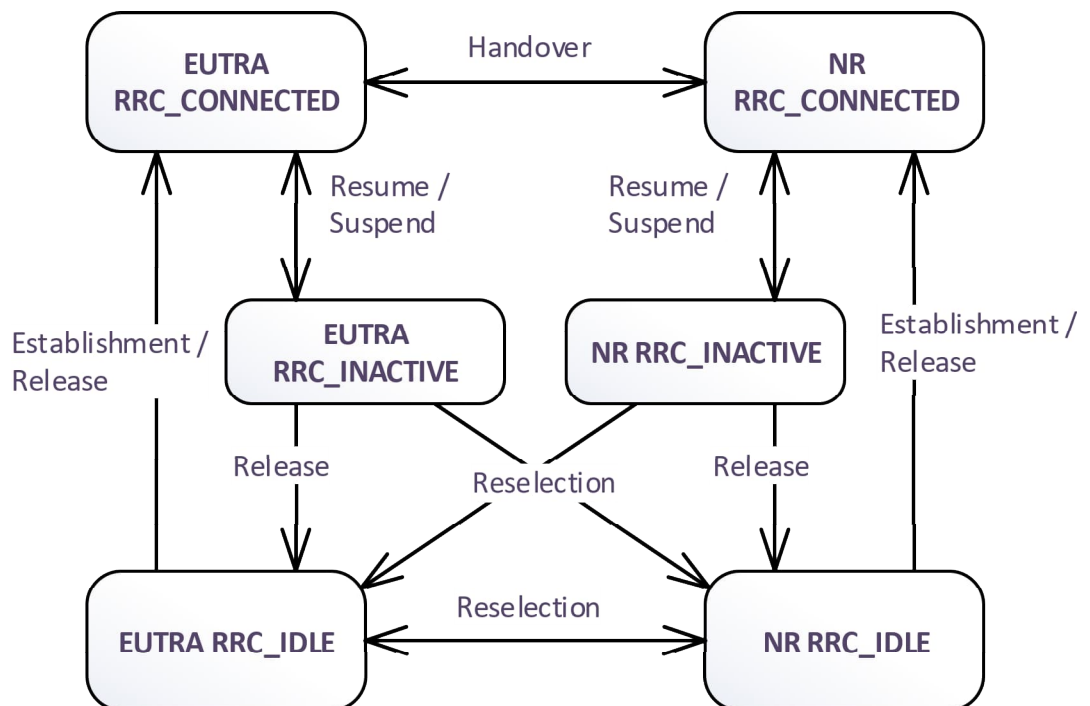 Handover
EUTRA
RRC_CONNECTED
NR
RRC_CONNECTED
Resume /
Suspend
Resume /
Suspend
Establishment /
Release
EUTRA
RRC_INACTIVE
NR RRC_INACTIVE
Establishment /
Release
Release
Reselection
Release
Reselection
EUTRA RRC_IDLE
NR RRC_IDLE